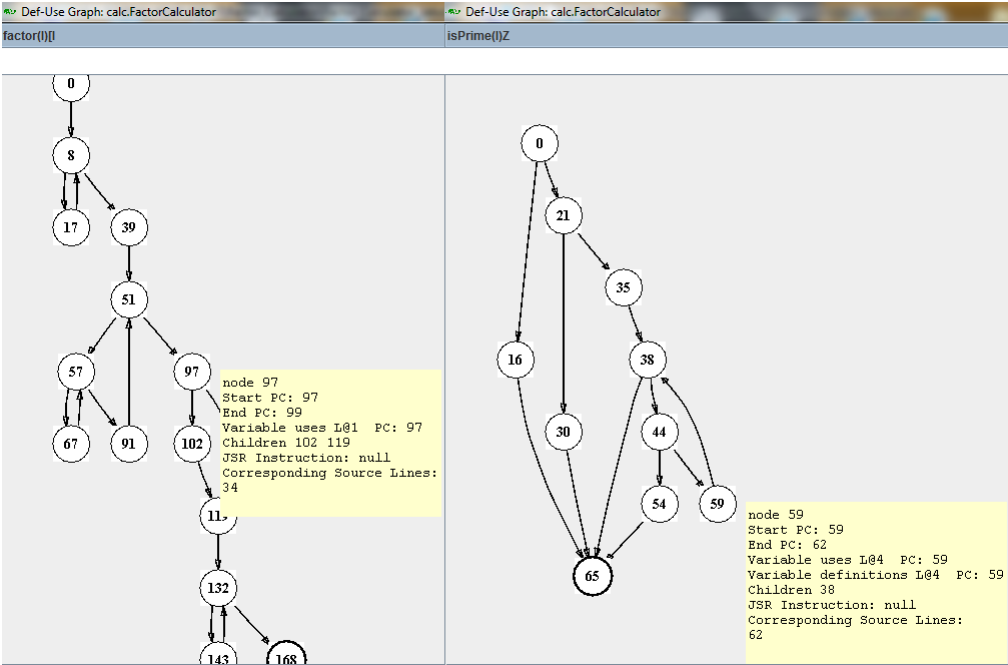 Def-Use Graph: calc.FactorCalculator
factor(I)[I
0
8
17
39
51
57
97
67
91
102
132
143
168
node 97
Start PC: 97
End PC: 99
Variable uses L@1 PC: 97
Children 102 119
JSR Instruction: null
Corresponding Source Lines:
34
Def-Use Graph: calc.FactorCalculator
isPrime(I)Z
0
21
35
16
38
30
44
54
59
65
node 59
Start PC: 59
End PC: 62
Variable uses L@4 PC: 59
Variable definitions L@4 PC: 59
Children 38
JSR Instruction: null
Corresponding Source Lines:
62